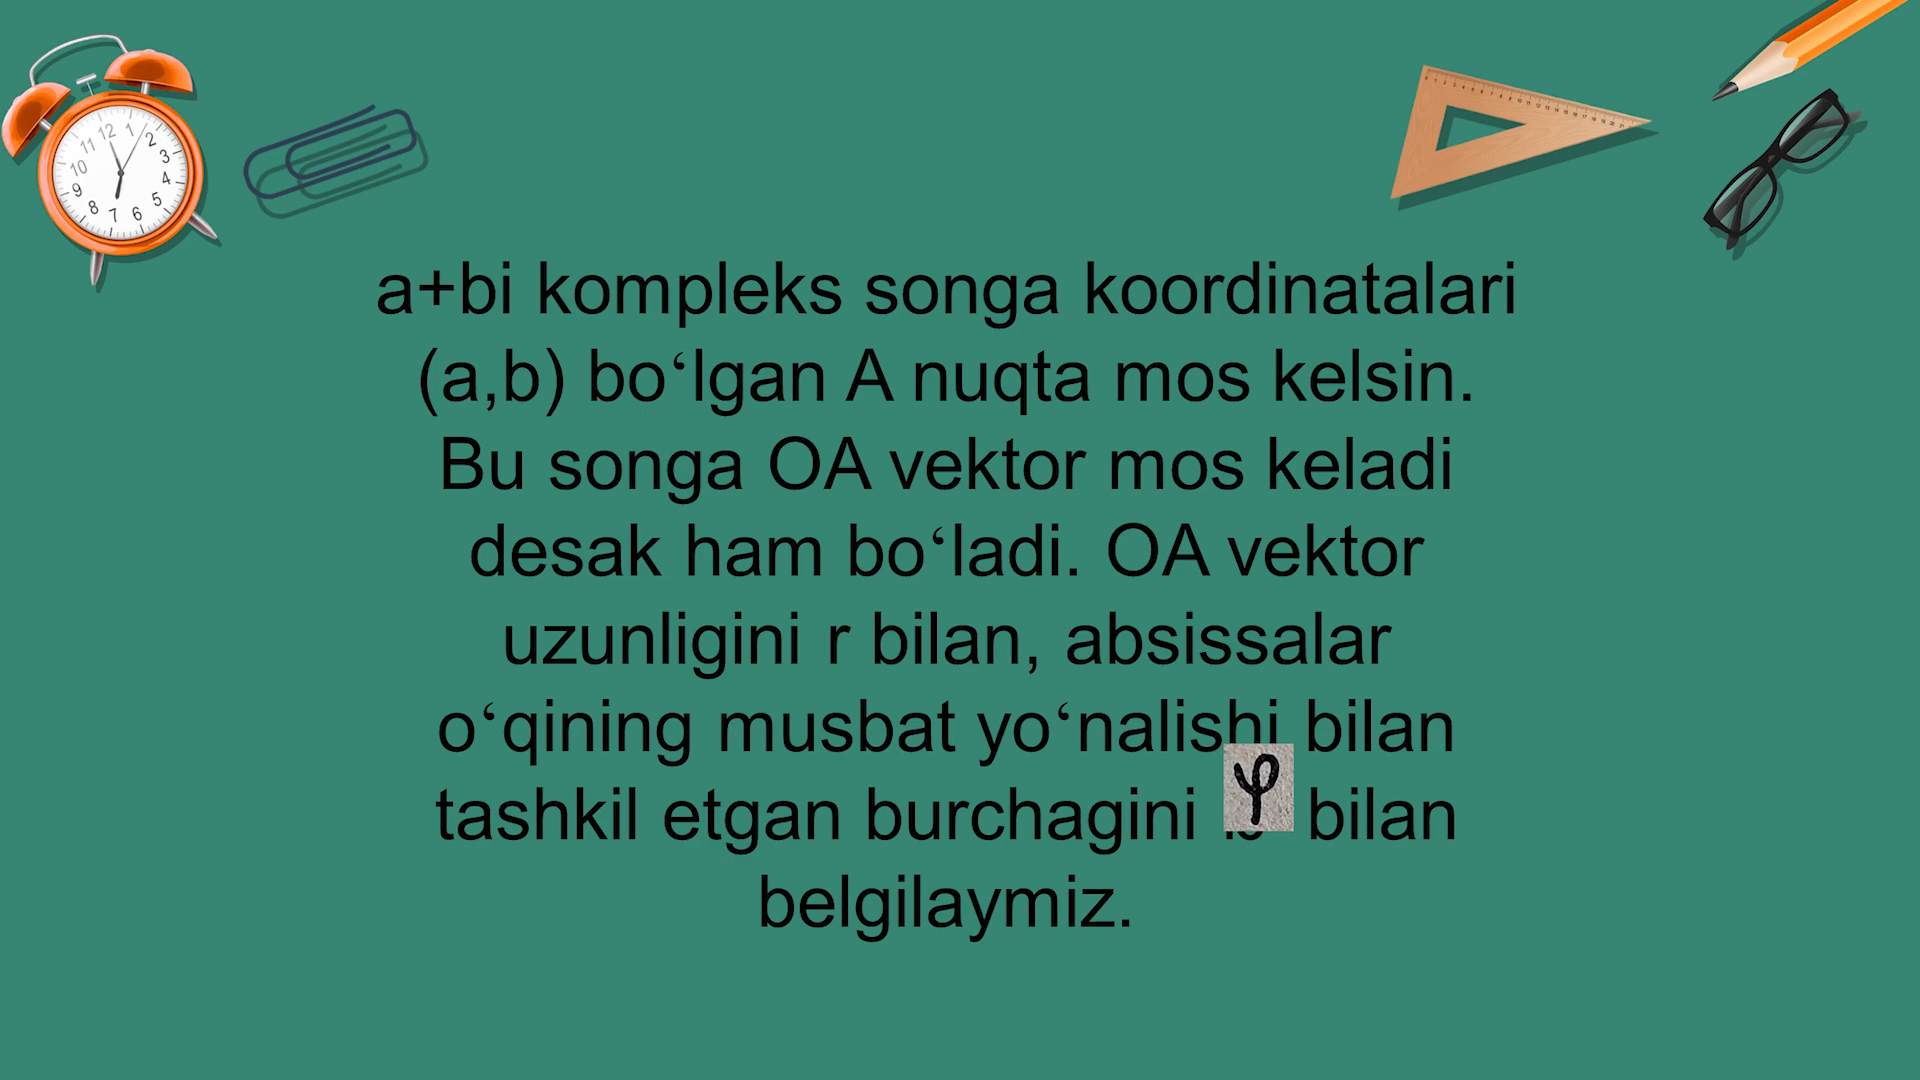 a+bi kompleks songa koordinatalari
(a,b) bo‘lgan A nuqta mos kelsin.
Bu songa OA vektor mos keladi
desak ham bo‘ladi. OA vektor
uzunligini r bilan, absissalar
o‘qining musbat yo‘nalishi bilan
tashkil etgan burchagini φ bilan
belgilaymiz.